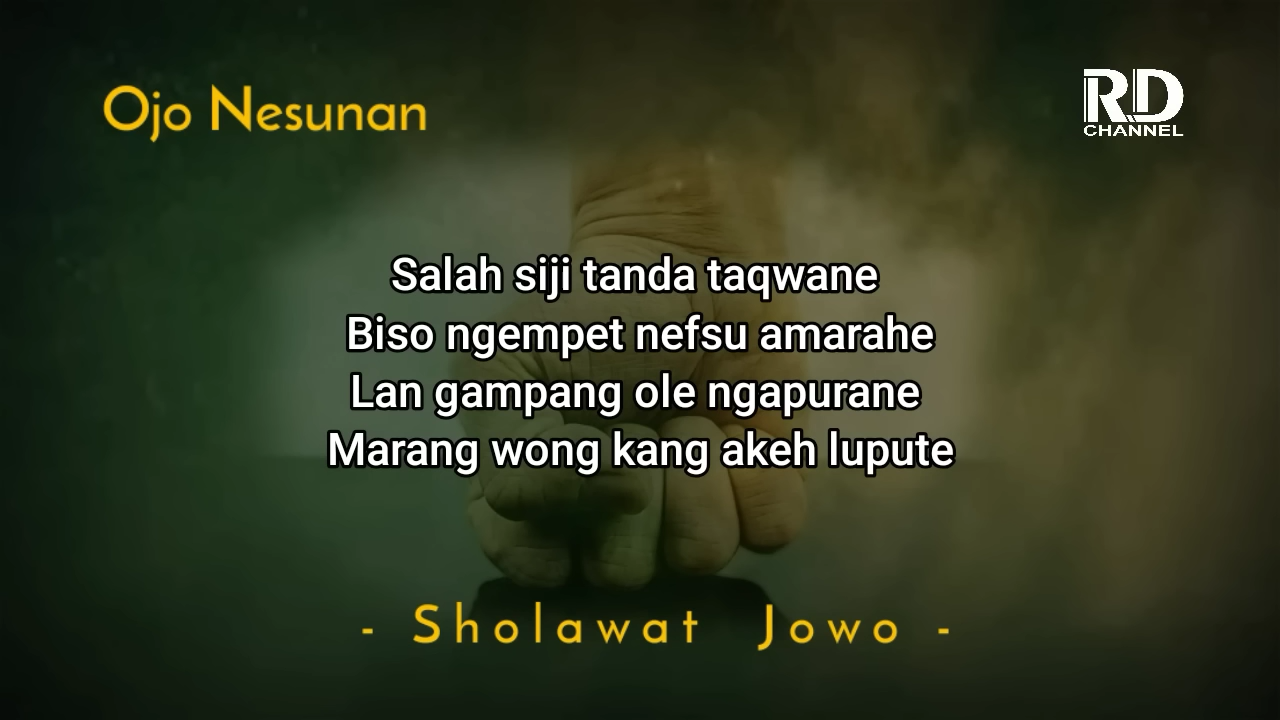 Ojo Nesunan
RD
CHANNEL
Salah siji tanda taqwane
Biso ngempet nefsu amarahe
Lan gampang ole ngapurane
Marang wong kang akeh lupute
- Sholawat Jowo -